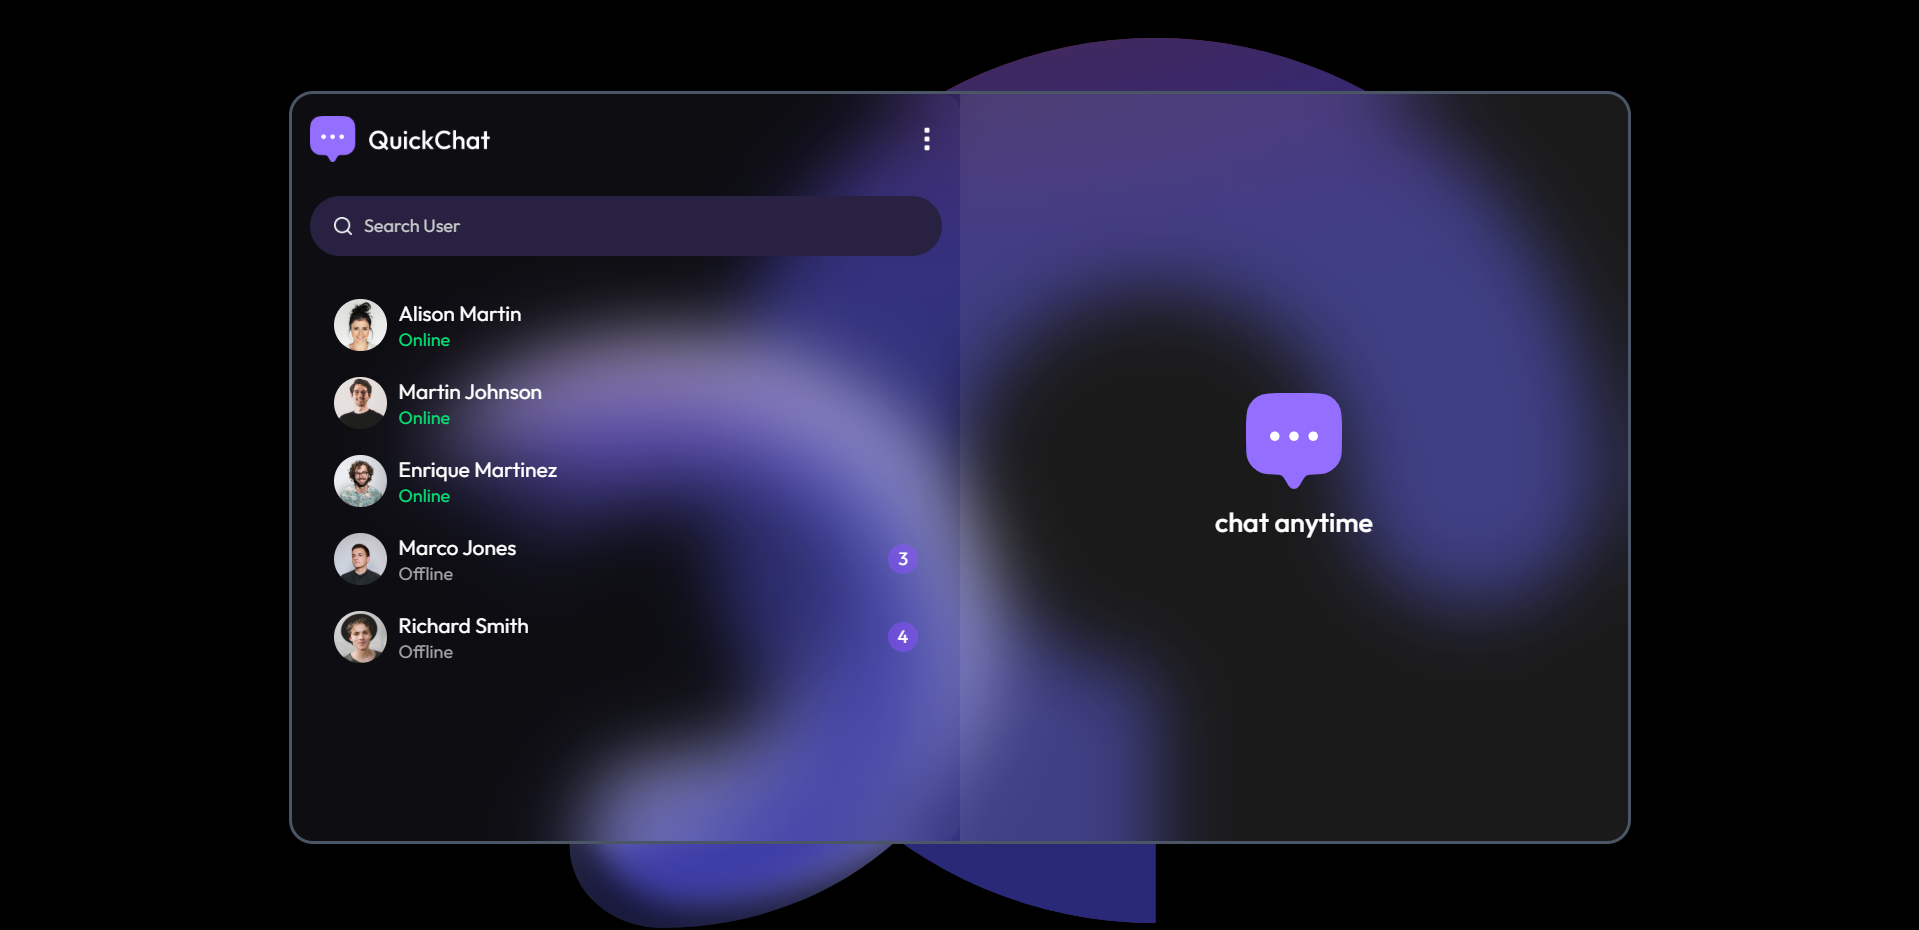 QuickChat
Search User
Alison Martin
Online
Martin Johnson
Online
Enrique Martinez
Online
Marco Jones
Offline
3
Richard Smith
Offline
4
chat anytime